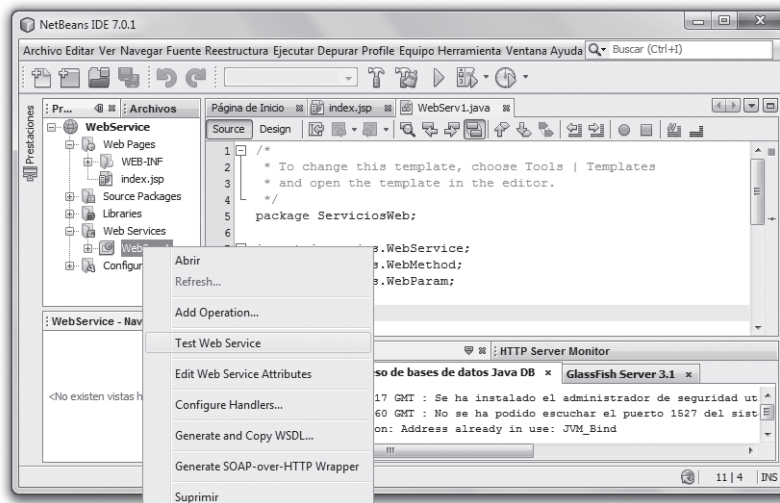 NetBeans IDE 7.0.1
Archivo Editar Ver Navegar Fuente Reestructura Ejecutar Depurar Profile Equipo Herramienta Ventana Ayuda Buscar (Ctrl+I)
Prestaciones
Pr... Archivos
WebService
Web Pages
WEB-INF
index.jsp
Source Packages
Libraries
Web Services
Configur
WebService - Nav
<No existen vistas h
Página de Inicio index.jsp WebServ1.java
Source Design
1 /*
2 * To change this template, choose Tools | Templates
3 * and open the template in the editor.
4 */
5 package ServiciosWeb;
6
s.WebService;
s.WebMethod;
s.WebParam;
Abrir
Refresh...
Add Operation...
Test Web Service
Edit Web Service Attributes
Configure Handlers...
Generate and Copy WSDL...
Generate SOAP-over-HTTP Wrapper
Suprimir
HTTP Server Monitor
so de bases de datos Java DB x GlassFish Server 3.1 x
17 GMT : Se ha instalado el administrador de seguridad ut
60 GMT : No se ha podido escuchar el puerto 1527 del sist
on: Address already in use: JVM_Bind
11 | 4 INS